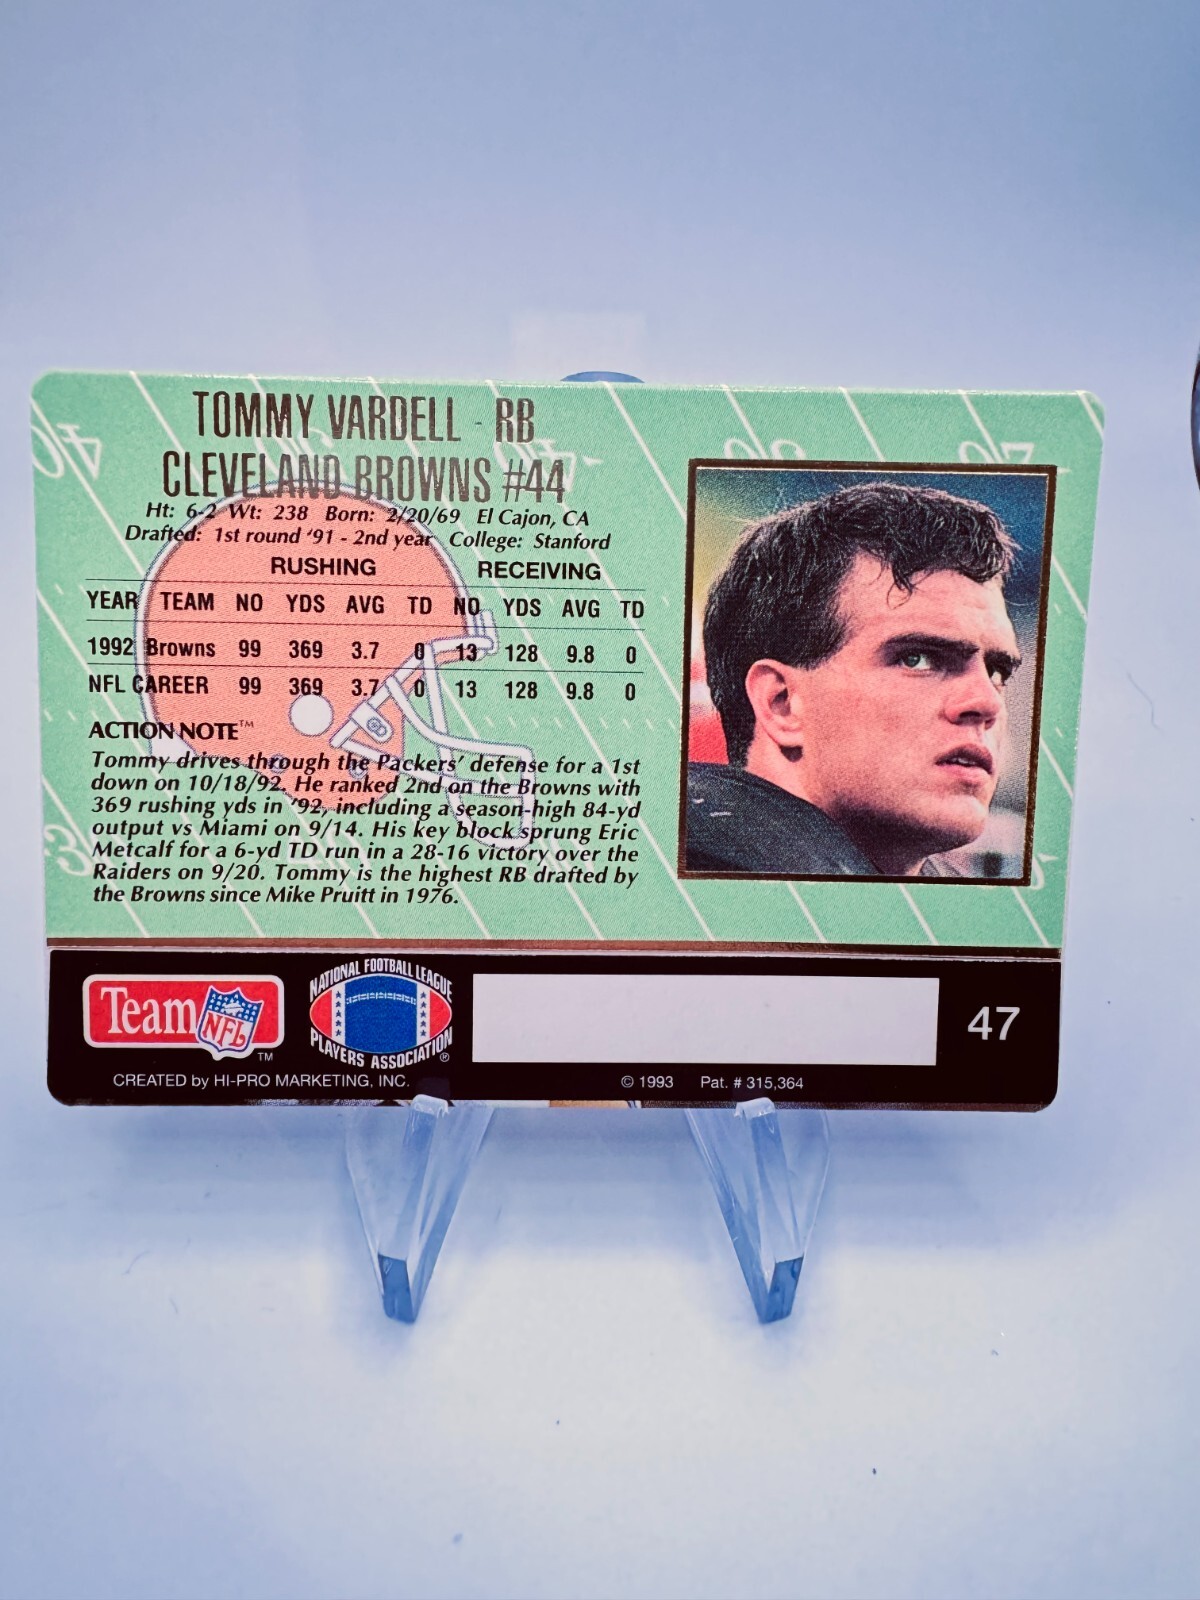 TOMMY VARDELL - RB
CLEVELAND BROWNS #44
Ht: 6-2 Wt: 238 Born: 2/20/69 El Cajon, CA
Drafted: 1st round '91 - 2nd year College: Stanford
RUSHING RECEIVING
YEAR TEAM NO YDS AVG TD NO YDS AVG TD
1992 Browns 99 369 3.7 0 13 128 9.8 0
NFL CAREER 99 369 3.7 0 13 128 9.8 0
ACTION NOTE™
Tommy drives through the Packers' defense for a 1st
down on 10/18/92. He ranked 2nd on the Browns with
369 rushing yds in '92, including a season-high 84-yd
output vs Miami on 9/14. His key block sprung Eric
Metcalf for a 6-yd TD run in a 28-16 victory over the
Raiders on 9/20. Tommy is the highest RB drafted by
the Browns since Mike Pruitt in 1976.
Team NFL ™
NATIONAL FOOTBALL LEAGUE
PLAYERS ASSOCIATION ®
47
CREATED by HI-PRO MARKETING, INC. © 1993 Pat. # 315,364